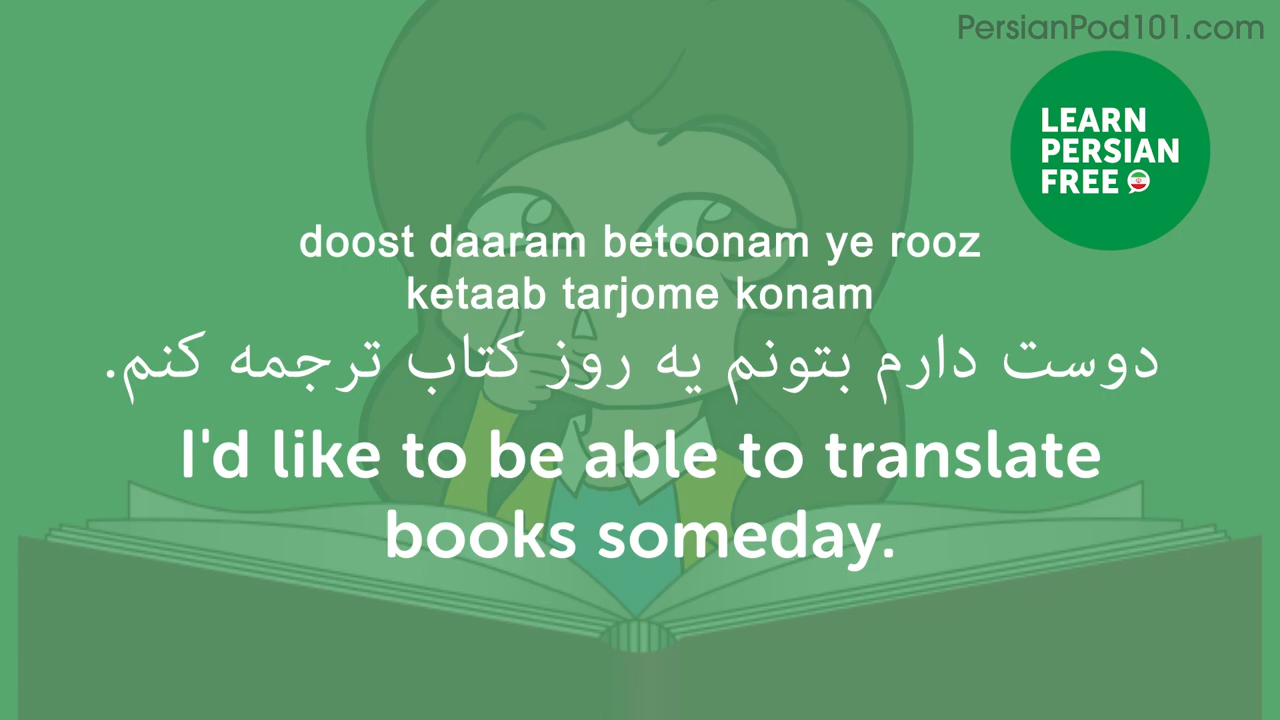 PersianPod101.com
LEARN
PERSIAN
FREE
doost daaram betoonam ye rooz
ketaab tarjome konam
دوست دارم بتونم یه روز کتاب ترجمه کنم.
I'd like to be able to translate
books someday.